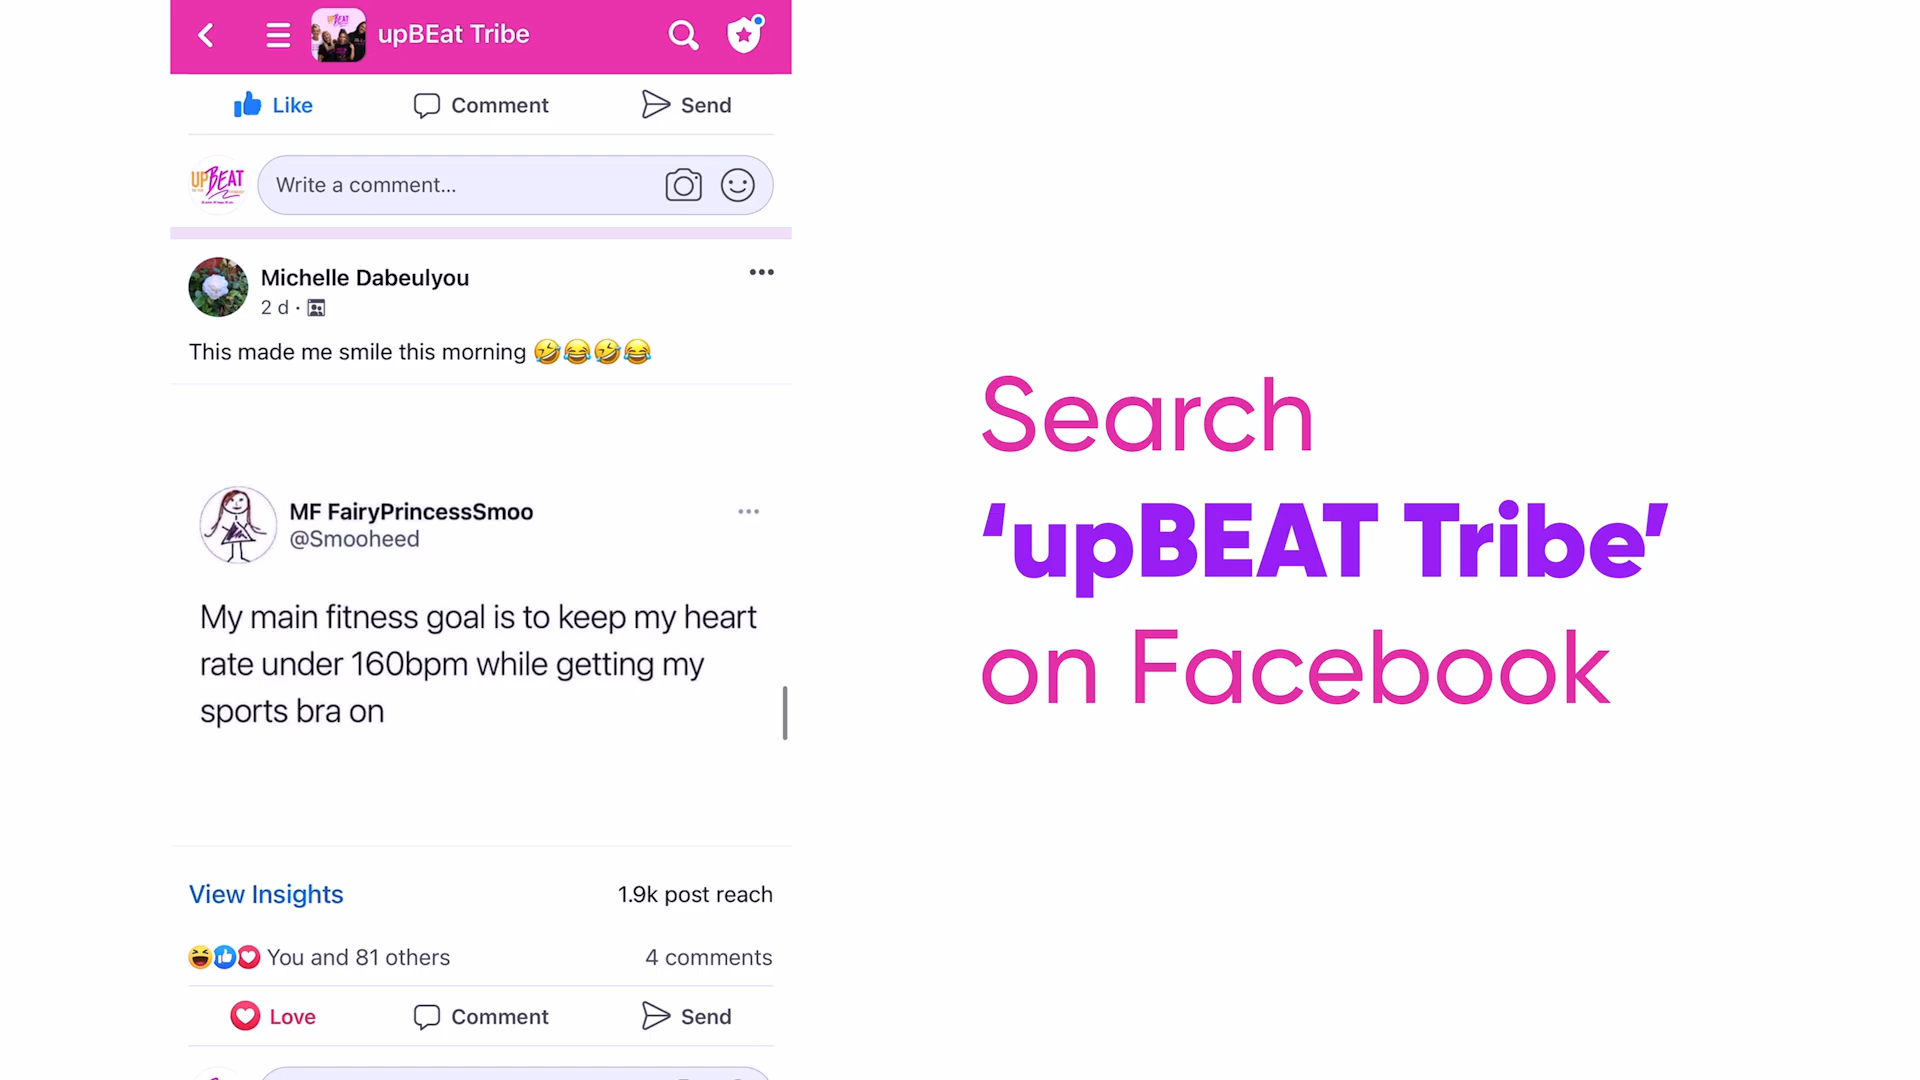 upBEat Tribe
Like
Comment
Send
UPBEAT
Write a comment...
Michelle Dabeulyou
2 d ·
This made me smile this morning 🤣😂🤣😂
MF FairyPrincessSmoo
@Smooheed
My main fitness goal is to keep my heart
rate under 160bpm while getting my
sports bra on
View Insights
1.9k post reach
You and 81 others
4 comments
Love
Comment
Send
Search
‘upBEAT Tribe’
on Facebook